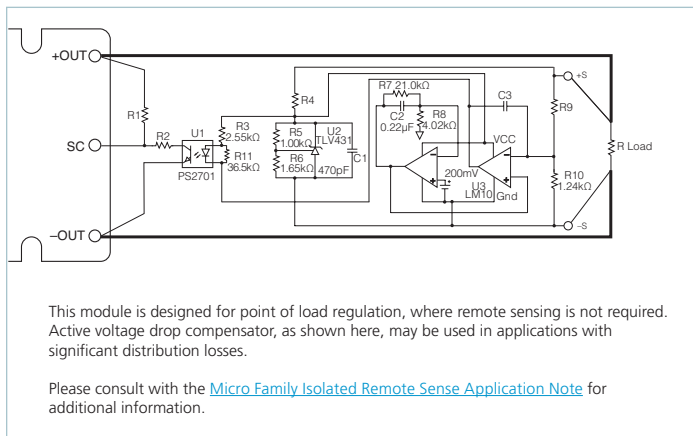 +OUT
R1
SC
R2
U1
PS2701
R3
2.55kΩ
R11
36.5kΩ
–OUT
R4
R5
1.00kΩ
R6
1.65kΩ
U2
TLV431
C1
470pF
R7 21.0kΩ
C2
0.22µF
R8
4.02kΩ
C3
VCC
200mV
U3
LM10
Gnd
+S
R9
R10
1.24kΩ
–S
R Load
This module is designed for point of load regulation, where remote sensing is not required.
Active voltage drop compensator, as shown here, may be used in applications with
significant distribution losses.
Please consult with the Micro Family Isolated Remote Sense Application Note for
additional information.